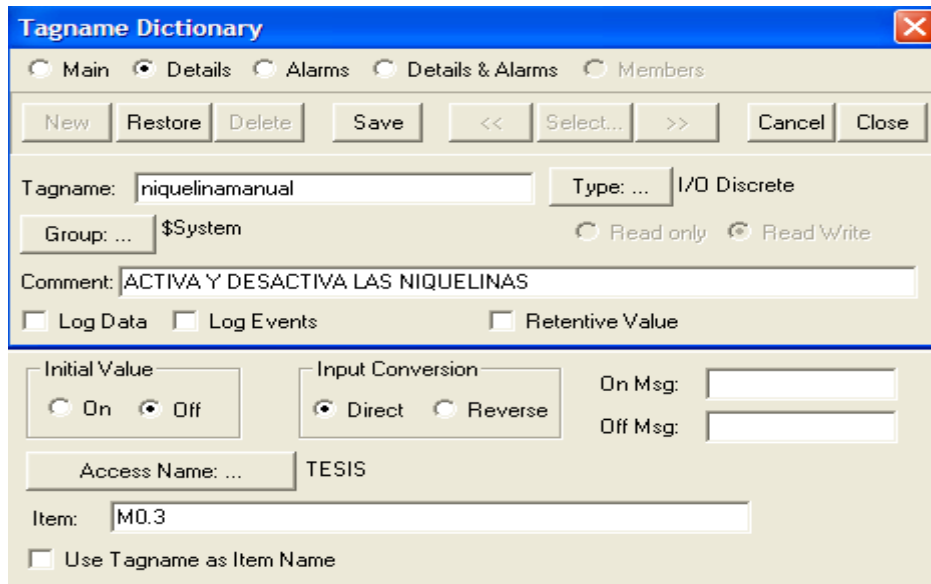 Tagname Dictionary
Main Details Alarms Details & Alarms Members
New Restore Delete Save << Select... >> Cancel Close
Tagname: niquelinamanual Type: ... I/O Discrete
Group: ... $System Read only Read Write
Comment: ACTIVA Y DESACTIVA LAS NIQUELINAS
Log Data Log Events Retentive Value
Initial Value Input Conversion On Msg:
On Off Direct Reverse Off Msg:
Access Name: ... TESIS
Item: M0.3
Use Tagname as Item Name